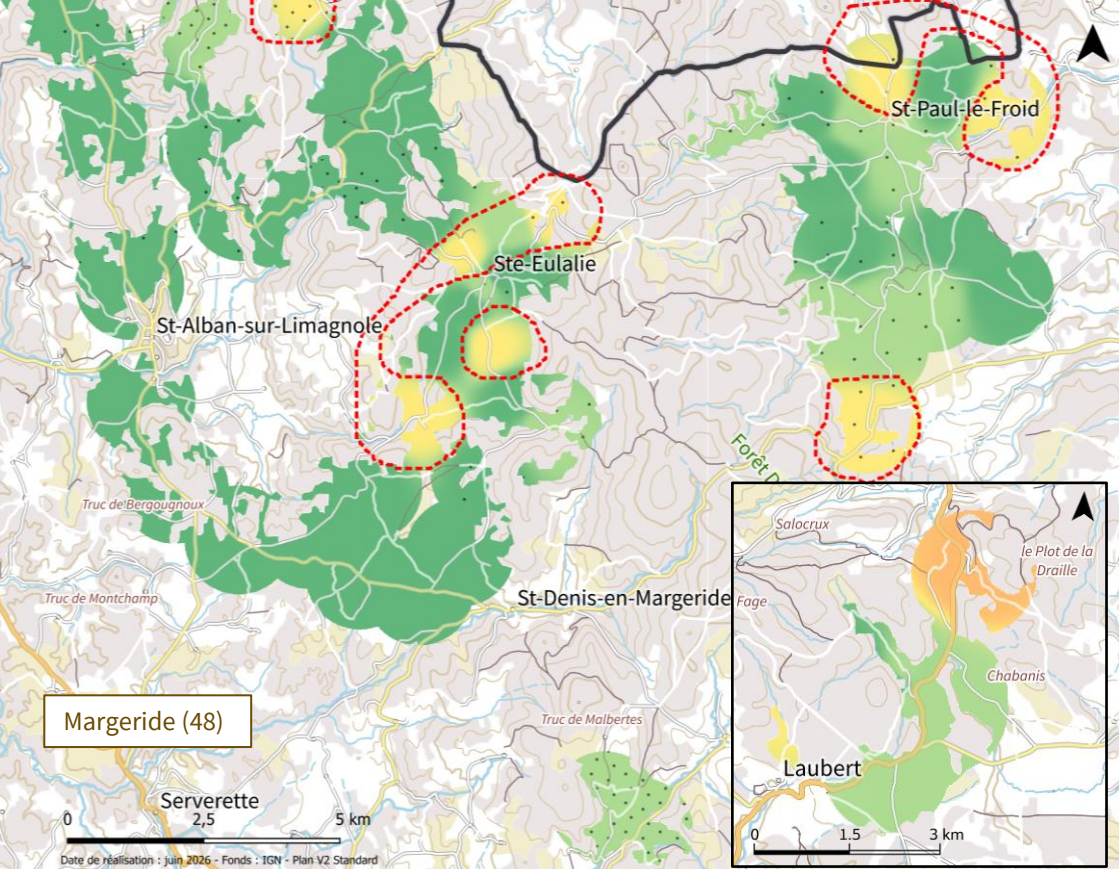 St-Paul-le-Froid
Ste-Eulalie
St-Alban-sur-Limagnole
Forêt D
Truc de Bergougnoux
Salocrux
le Plot de la
Draille
Truc de Montchamp
St-Denis-en-Margeride
Fage
Chabanis
Margeride (48)
Truc de Malbertes
Laubert
Serverette
0 2,5 5 km
0 1.5 3 km
Date de réalisation : juin 2026 - Fonds : IGN - Plan V2 Standard